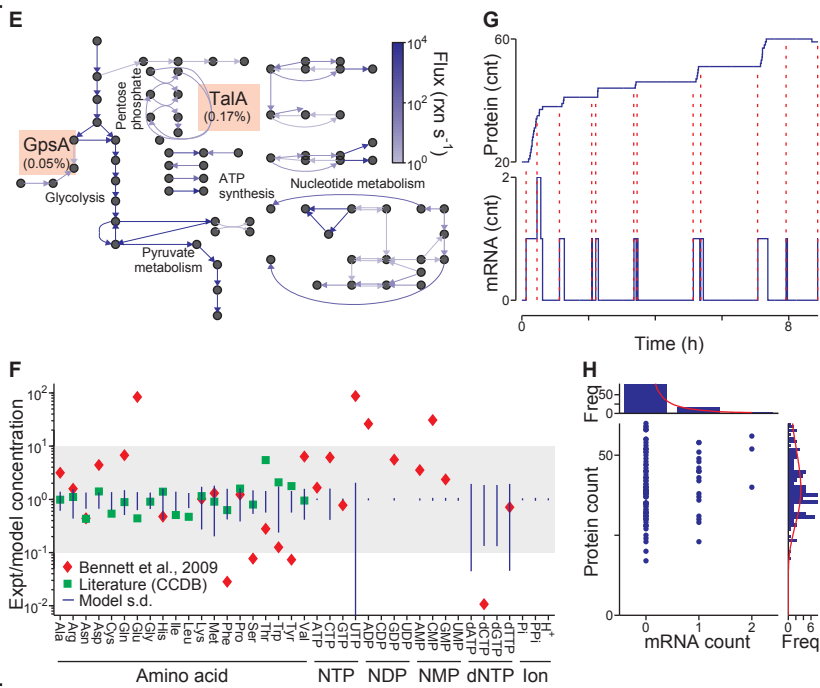 E
Pentose
phosphate
TalA
(0.17%)
GpsA
(0.05%)
Glycolysis
ATP
synthesis
Nucleotide metabolism
Pyruvate
metabolism
10^4
10^2
10^0
Flux (rxn s^-1)
G
Protein (cnt)
60
20
mRNA (cnt)
2
1
0
0
8
Time (h)
F
Expt/model concentration
10^2
10^1
10^0
10^-1
10^-2
Bennett et al., 2009
Literature (CCDB)
Model s.d.
Ala
Arg
Asn
Asp
Cys
Gln
Glu
Gly
His
Ile
Leu
Lys
Met
Phe
Pro
Ser
Thr
Trp
Tyr
Val
ATP
CTP
GTP
UTP
ADP
CDP
GDP
UDP
AMP
CMP
GMP
UMP
dATP
dCTP
dGTP
dTTP
Pi
PPi
H+
Amino acid
NTP
NDP
NMP
dNTP
Ion
H
Freq
50
0
Protein count
50
0
0
1
2
mRNA count
0
6
Freq